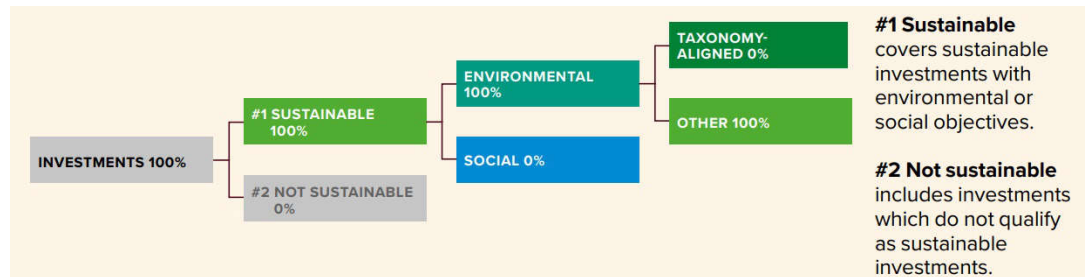 INVESTMENTS 100%
#1 SUSTAINABLE
100%
#2 NOT SUSTAINABLE
0%
ENVIRONMENTAL
100%
SOCIAL 0%
TAXONOMY-
ALIGNED 0%
OTHER 100%
#1 Sustainable
covers sustainable
investments with
environmental or
social objectives.
#2 Not sustainable
includes investments
which do not qualify
as sustainable
investments.